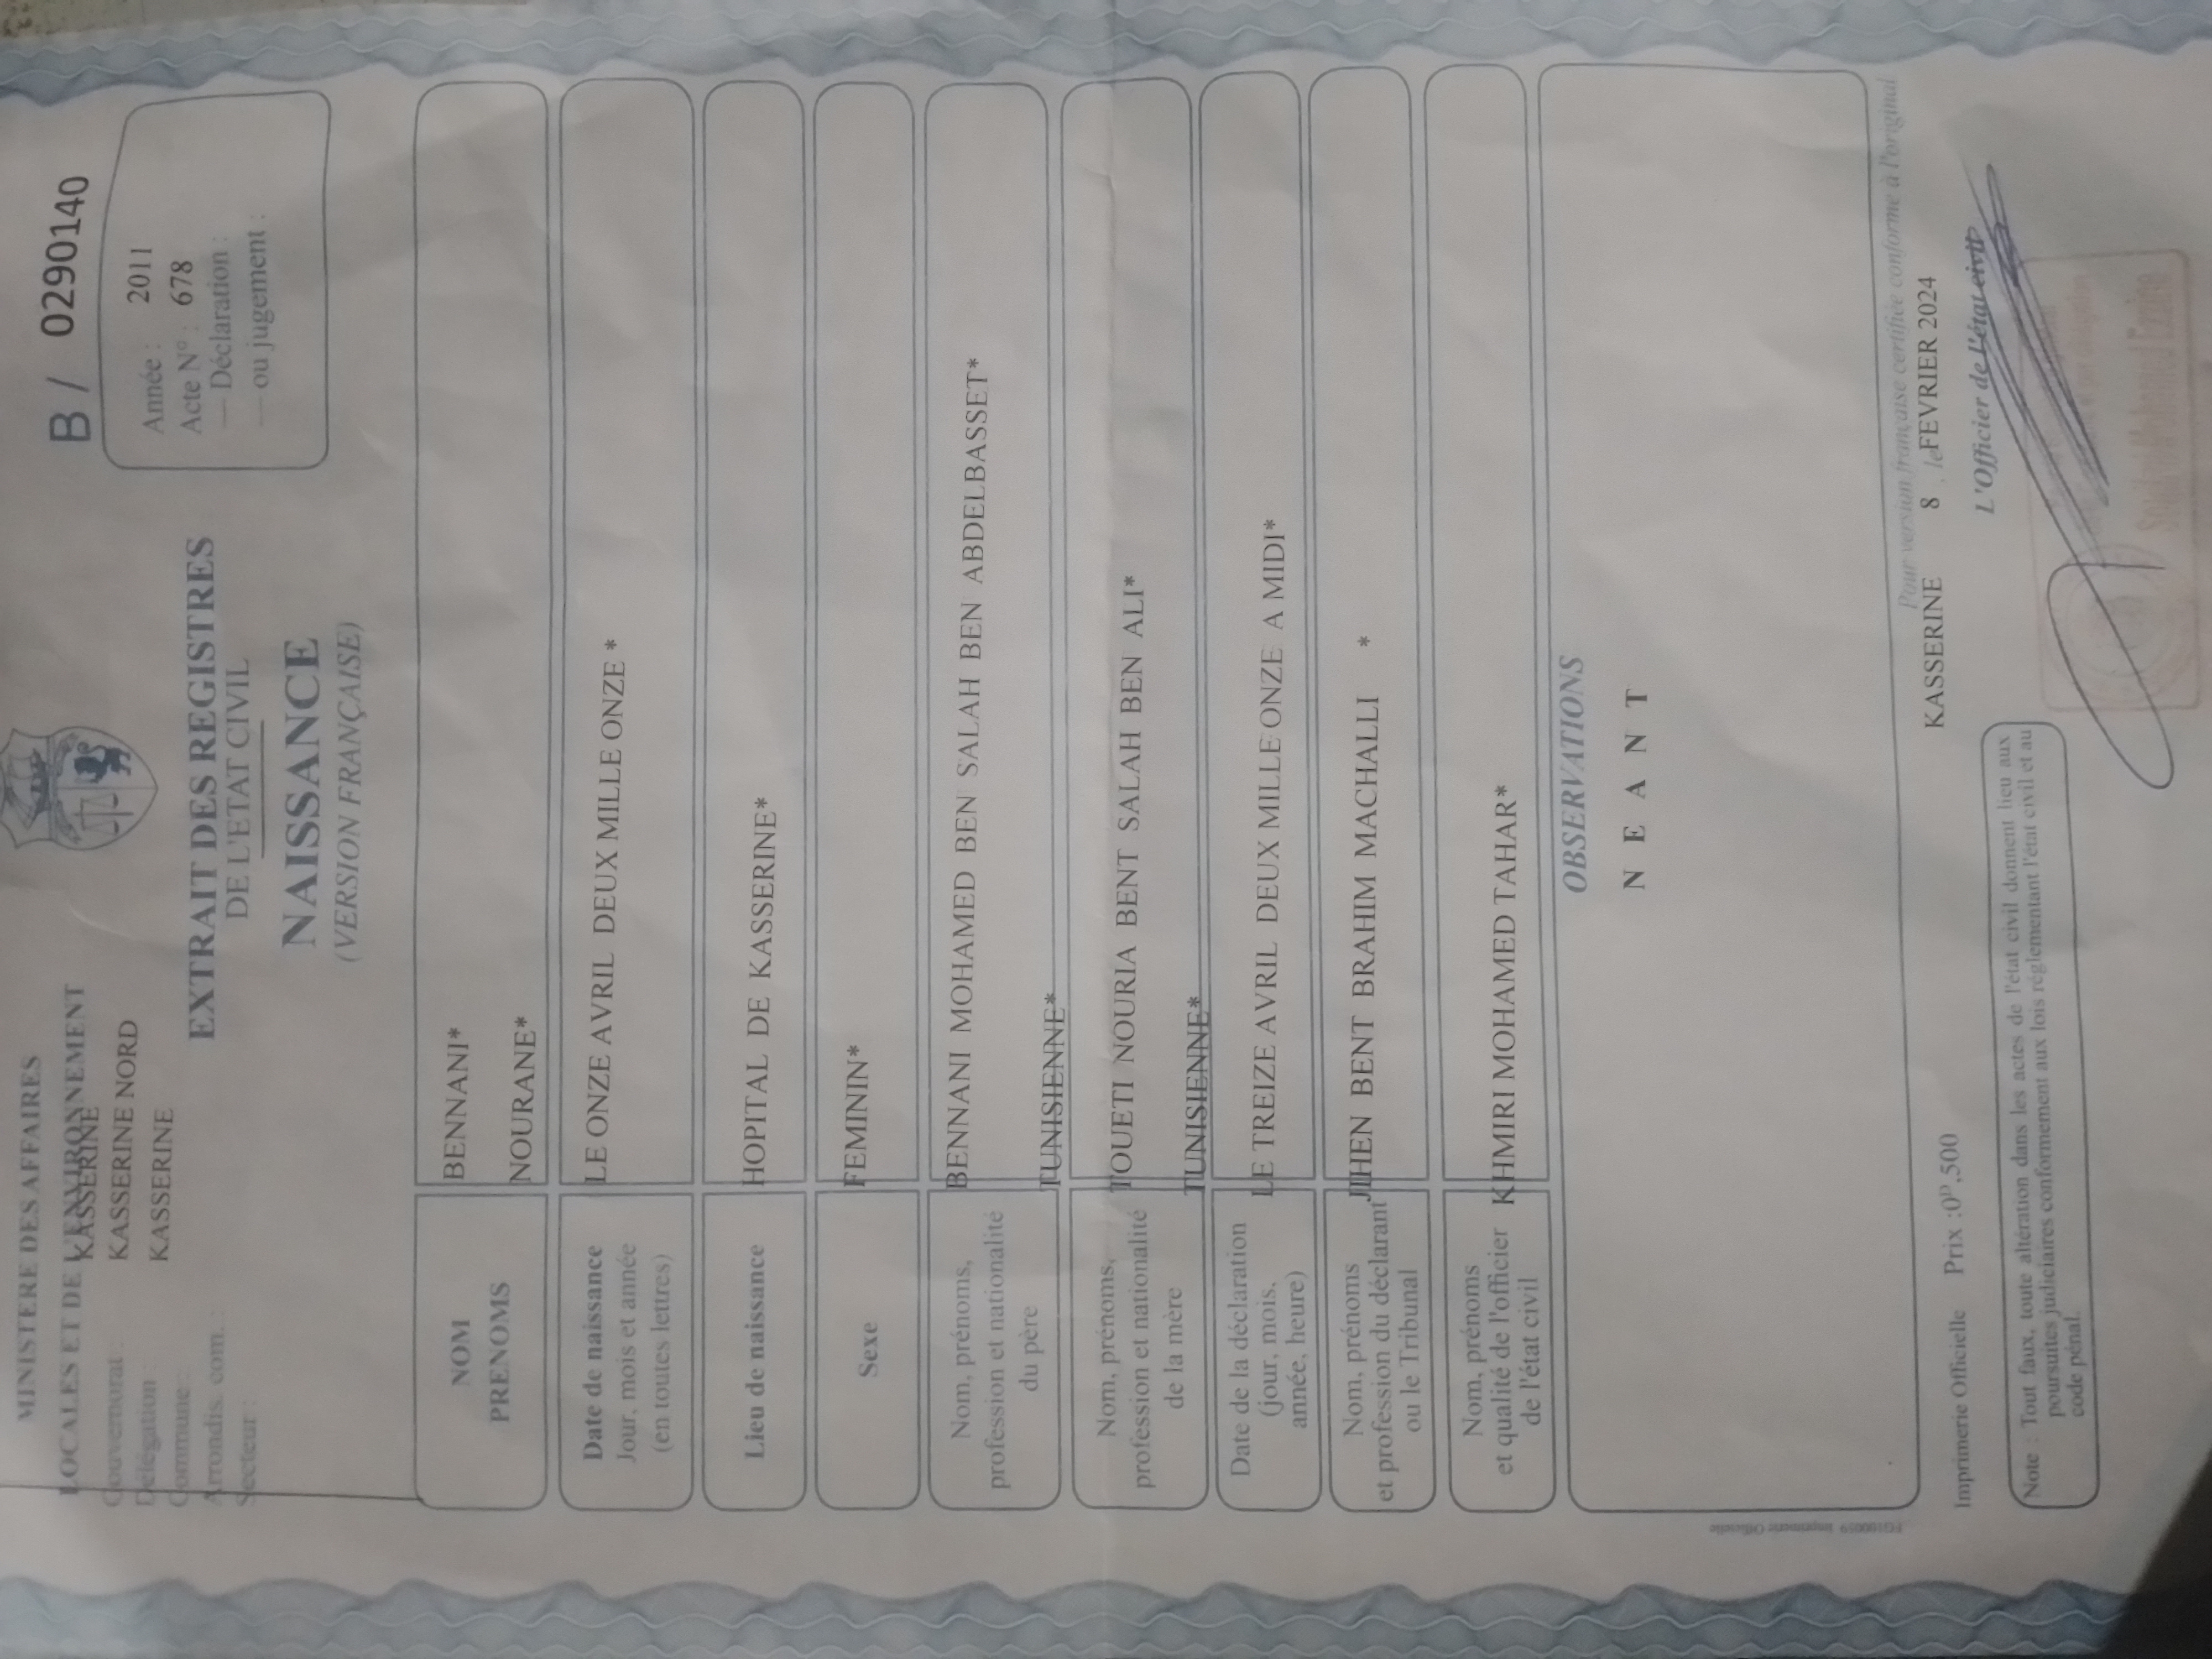 MINISTERE DES AFFAIRES
LOCALES ET DE L'ENVIRONNEMENT
Gouvernorat : KASSERINE
Délégation : KASSERINE NORD
Commune : KASSERINE
Arrondis. com. :
Secteur :
B / 0290140
Année : 2011
Acte N° : 678
— Déclaration :
— ou jugement :
EXTRAIT DES REGISTRES
DE L'ETAT CIVIL
NAISSANCE
(VERSION FRANÇAISE)
NOM BENNANI*
PRENOMS NOURANE*
Date de naissance
Jour, mois et année
(en toutes lettres)
LE ONZE AVRIL DEUX MILLE ONZE *
Lieu de naissance HOPITAL DE KASSERINE*
Sexe FEMININ*
Nom, prénoms,
profession et nationalité
du père
BENNANI MOHAMED BEN SALAH BEN ABDELBASSET*
TUNISIENNE*
Nom, prénoms,
profession et nationalité
de la mère
TOUETI NOURIA BENT SALAH BEN ALI*
TUNISIENNE*
Date de la déclaration
(jour, mois,
année, heure)
LE TREIZE AVRIL DEUX MILLE ONZE A MIDI*
Nom, prénoms
et profession du déclarant
ou le Tribunal
JIHEN BENT BRAHIM MACHALLI *
Nom, prénoms
et qualité de l'officier
de l'état civil
KHMIRI MOHAMED TAHAR*
OBSERVATIONS
N E A N T
Pour version française certifiée conforme à l'original
KASSERINE 8 le FEVRIER 2024
L'Officier de l'état civil
Imprimerie Officielle Prix :0D,500
Note : Tout faux, toute altération dans les actes de l'état civil donnent lieu aux
poursuites judiciaires conformément aux lois réglementant l'état civil et au
code pénal.